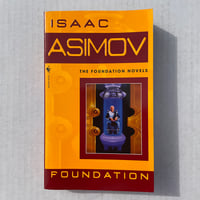 ISAAC
ASIMOV
THE FOUNDATION NOVELS
FOUNDATION